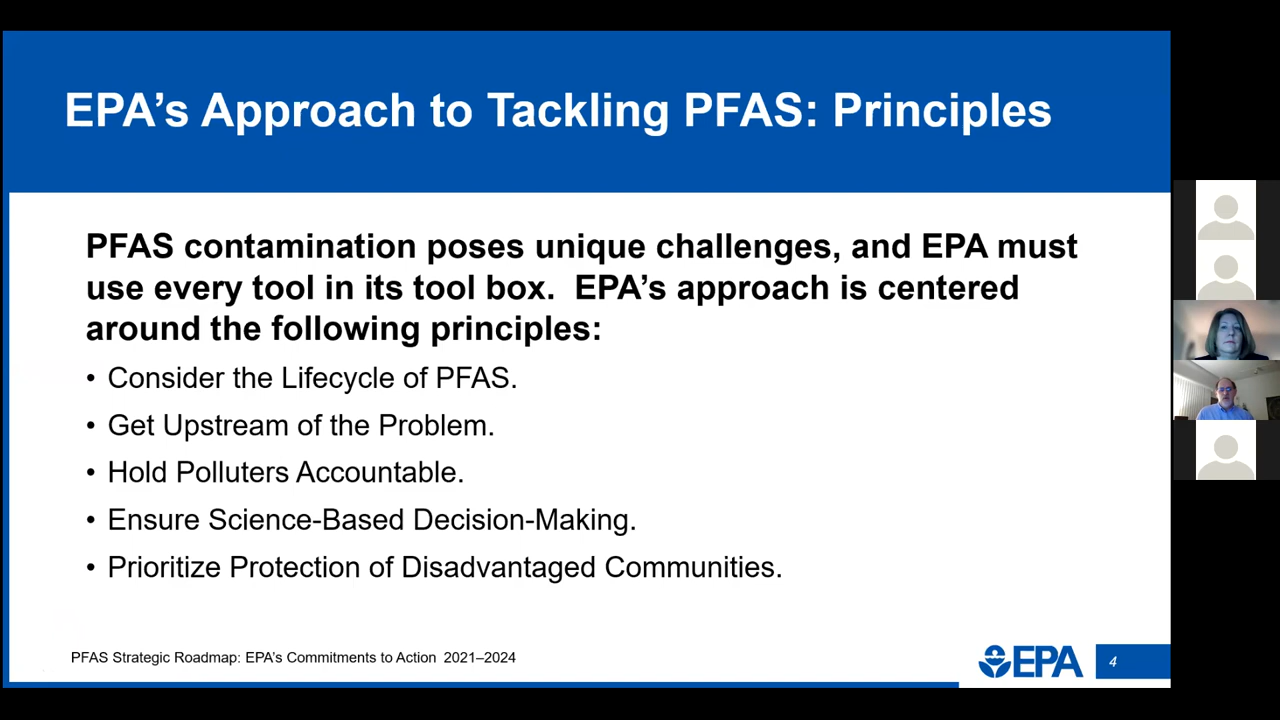 EPA’s Approach to Tackling PFAS: Principles
PFAS contamination poses unique challenges, and EPA must
use every tool in its tool box.  EPA’s approach is centered
around the following principles:
• Consider the Lifecycle of PFAS.
• Get Upstream of the Problem.
• Hold Polluters Accountable.
• Ensure Science-Based Decision-Making.
• Prioritize Protection of Disadvantaged Communities.
PFAS Strategic Roadmap: EPA’s Commitments to Action 2021–2024
EPA
4